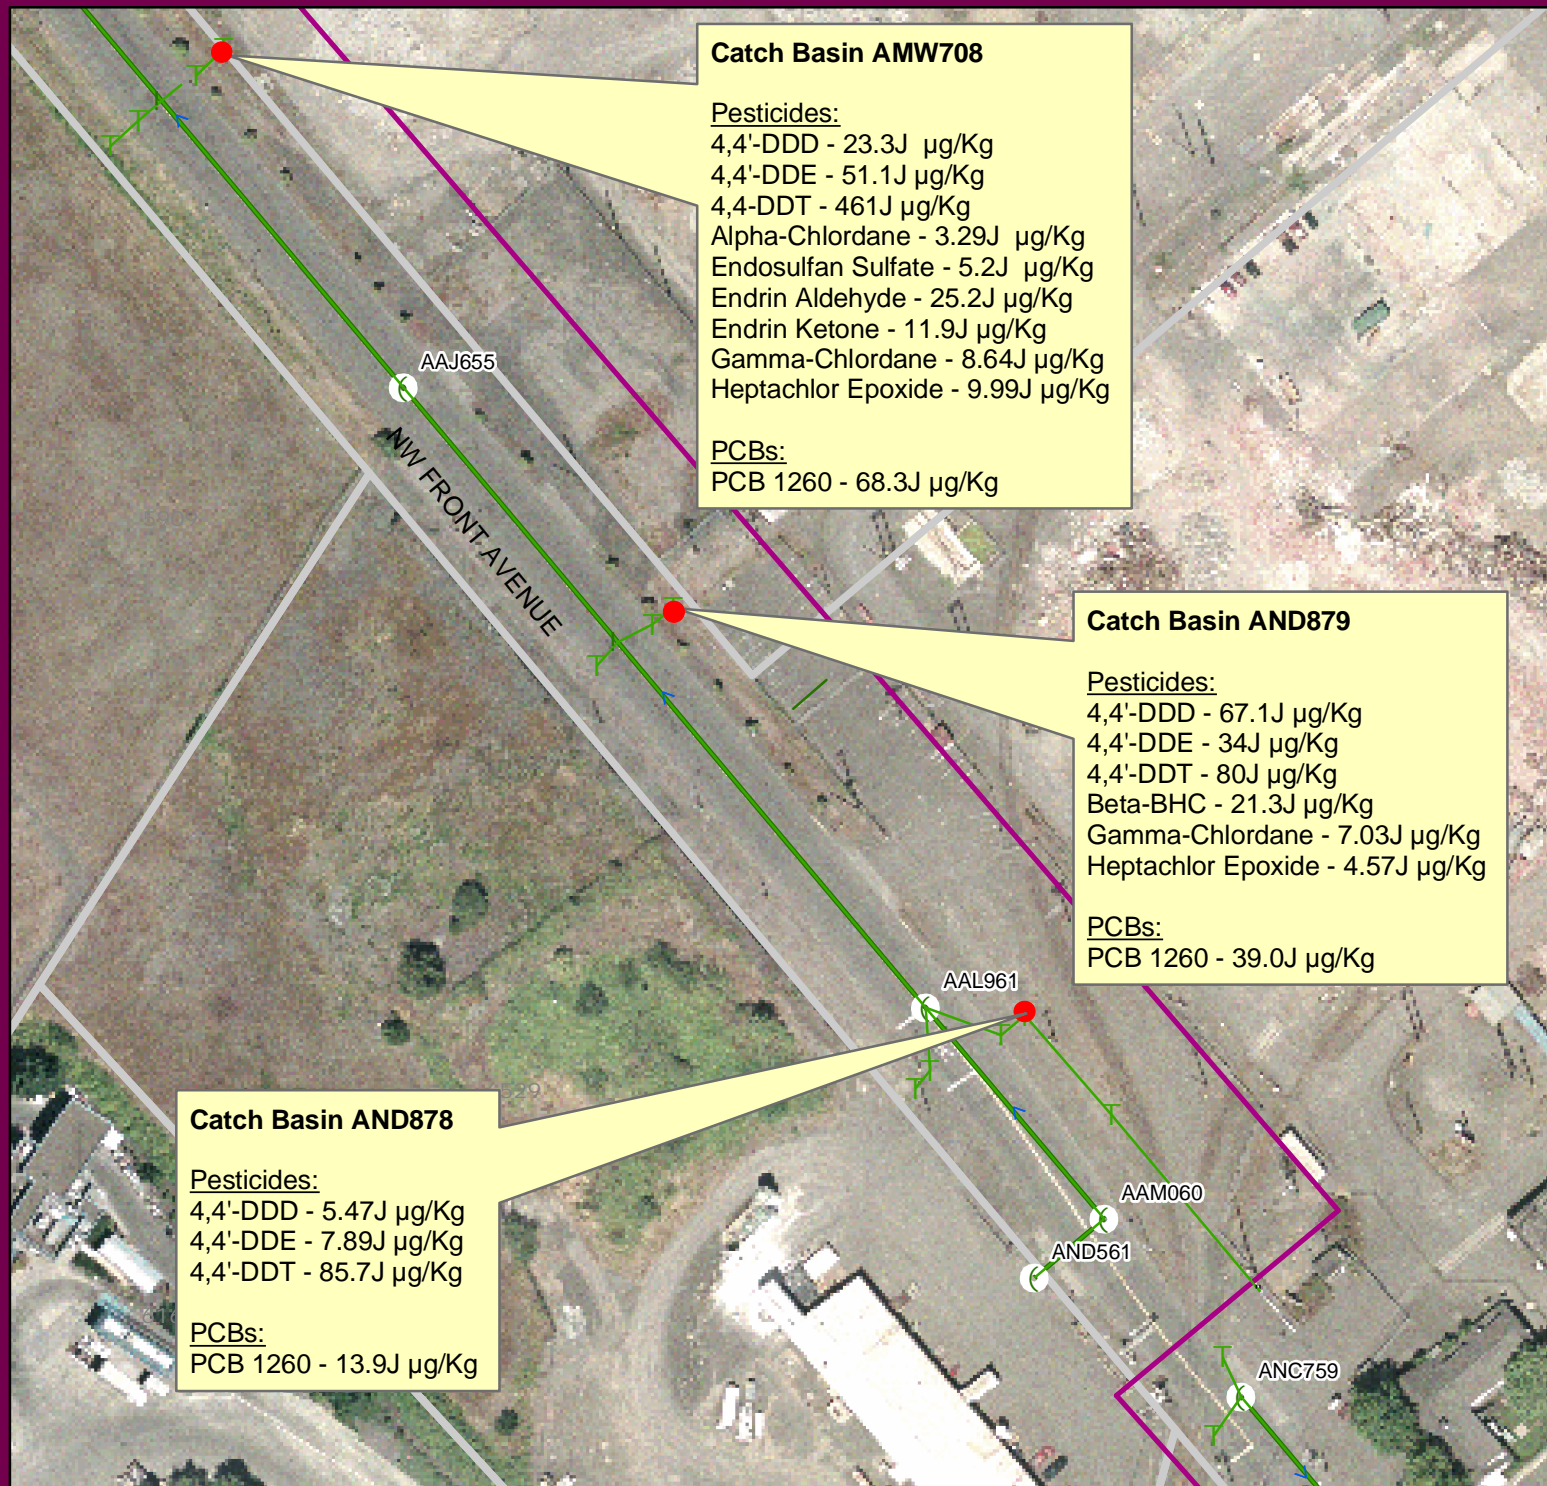 Catch Basin AMW708
Pesticides:
4,4'-DDD - 23.3J  µg/Kg
4,4'-DDE - 51.1J µg/Kg
4,4-DDT - 461J µg/Kg
Alpha-Chlordane - 3.29J  µg/Kg
Endosulfan Sulfate - 5.2J  µg/Kg
Endrin Aldehyde - 25.2J µg/Kg
Endrin Ketone - 11.9J µg/Kg
Gamma-Chlordane - 8.64J µg/Kg
Heptachlor Epoxide - 9.99J µg/Kg
PCBs:
PCB 1260 - 68.3J µg/Kg
AAJ655
NW FRONT AVENUE
Catch Basin AND879
Pesticides:
4,4'-DDD - 67.1J µg/Kg
4,4'-DDE - 34J µg/Kg
4,4'-DDT - 80J µg/Kg
Beta-BHC - 21.3J µg/Kg
Gamma-Chlordane - 7.03J µg/Kg
Heptachlor Epoxide - 4.57J µg/Kg
PCBs:
PCB 1260 - 39.0J µg/Kg
AAL961
Catch Basin AND878
Pesticides:
4,4'-DDD - 5.47J µg/Kg
4,4'-DDE - 7.89J µg/Kg
4,4'-DDT - 85.7J µg/Kg
PCBs:
PCB 1260 - 13.9J µg/Kg
AAM060
AND561
ANC759